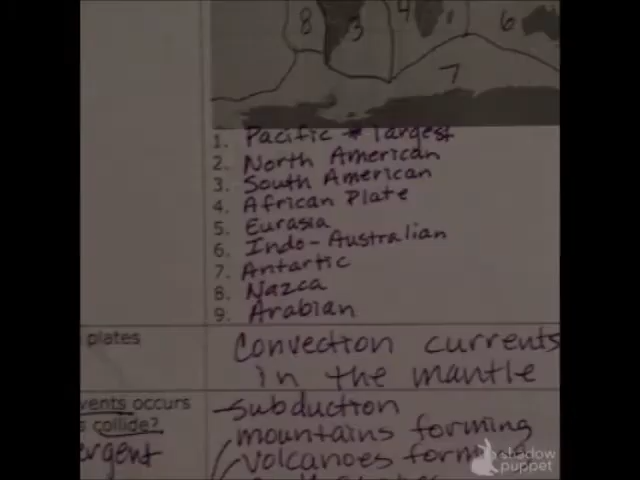 8 3 4 6
7
1. Pacific * largest
2. North American
3. South American
4. African Plate
5. Eurasia
6. Indo-Australian
7. Antartic
8. Nazca
9. Arabian
plates
Convection currents
in the mantle
vents occurs
collide?
ergent
subduction
mountains forming
volcanoes
shadow
puppet